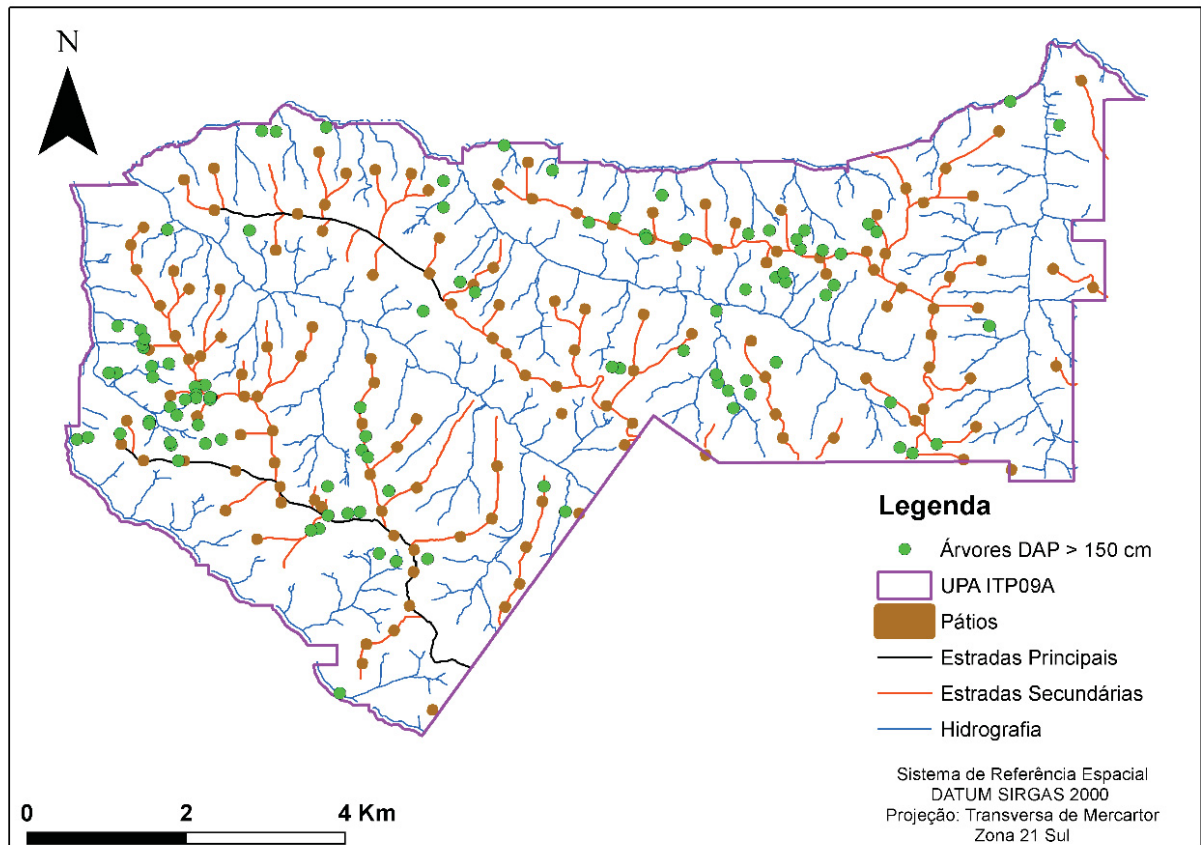 N
Legenda
Árvores DAP > 150 cm
UPA ITP09A
Pátios
Estradas Principais
Estradas Secundárias
Hidrografia
Sistema de Referência Espacial
DATUM SIRGAS 2000
Projeção: Transversa de Mercartor
Zona 21 Sul
0 2 4 Km